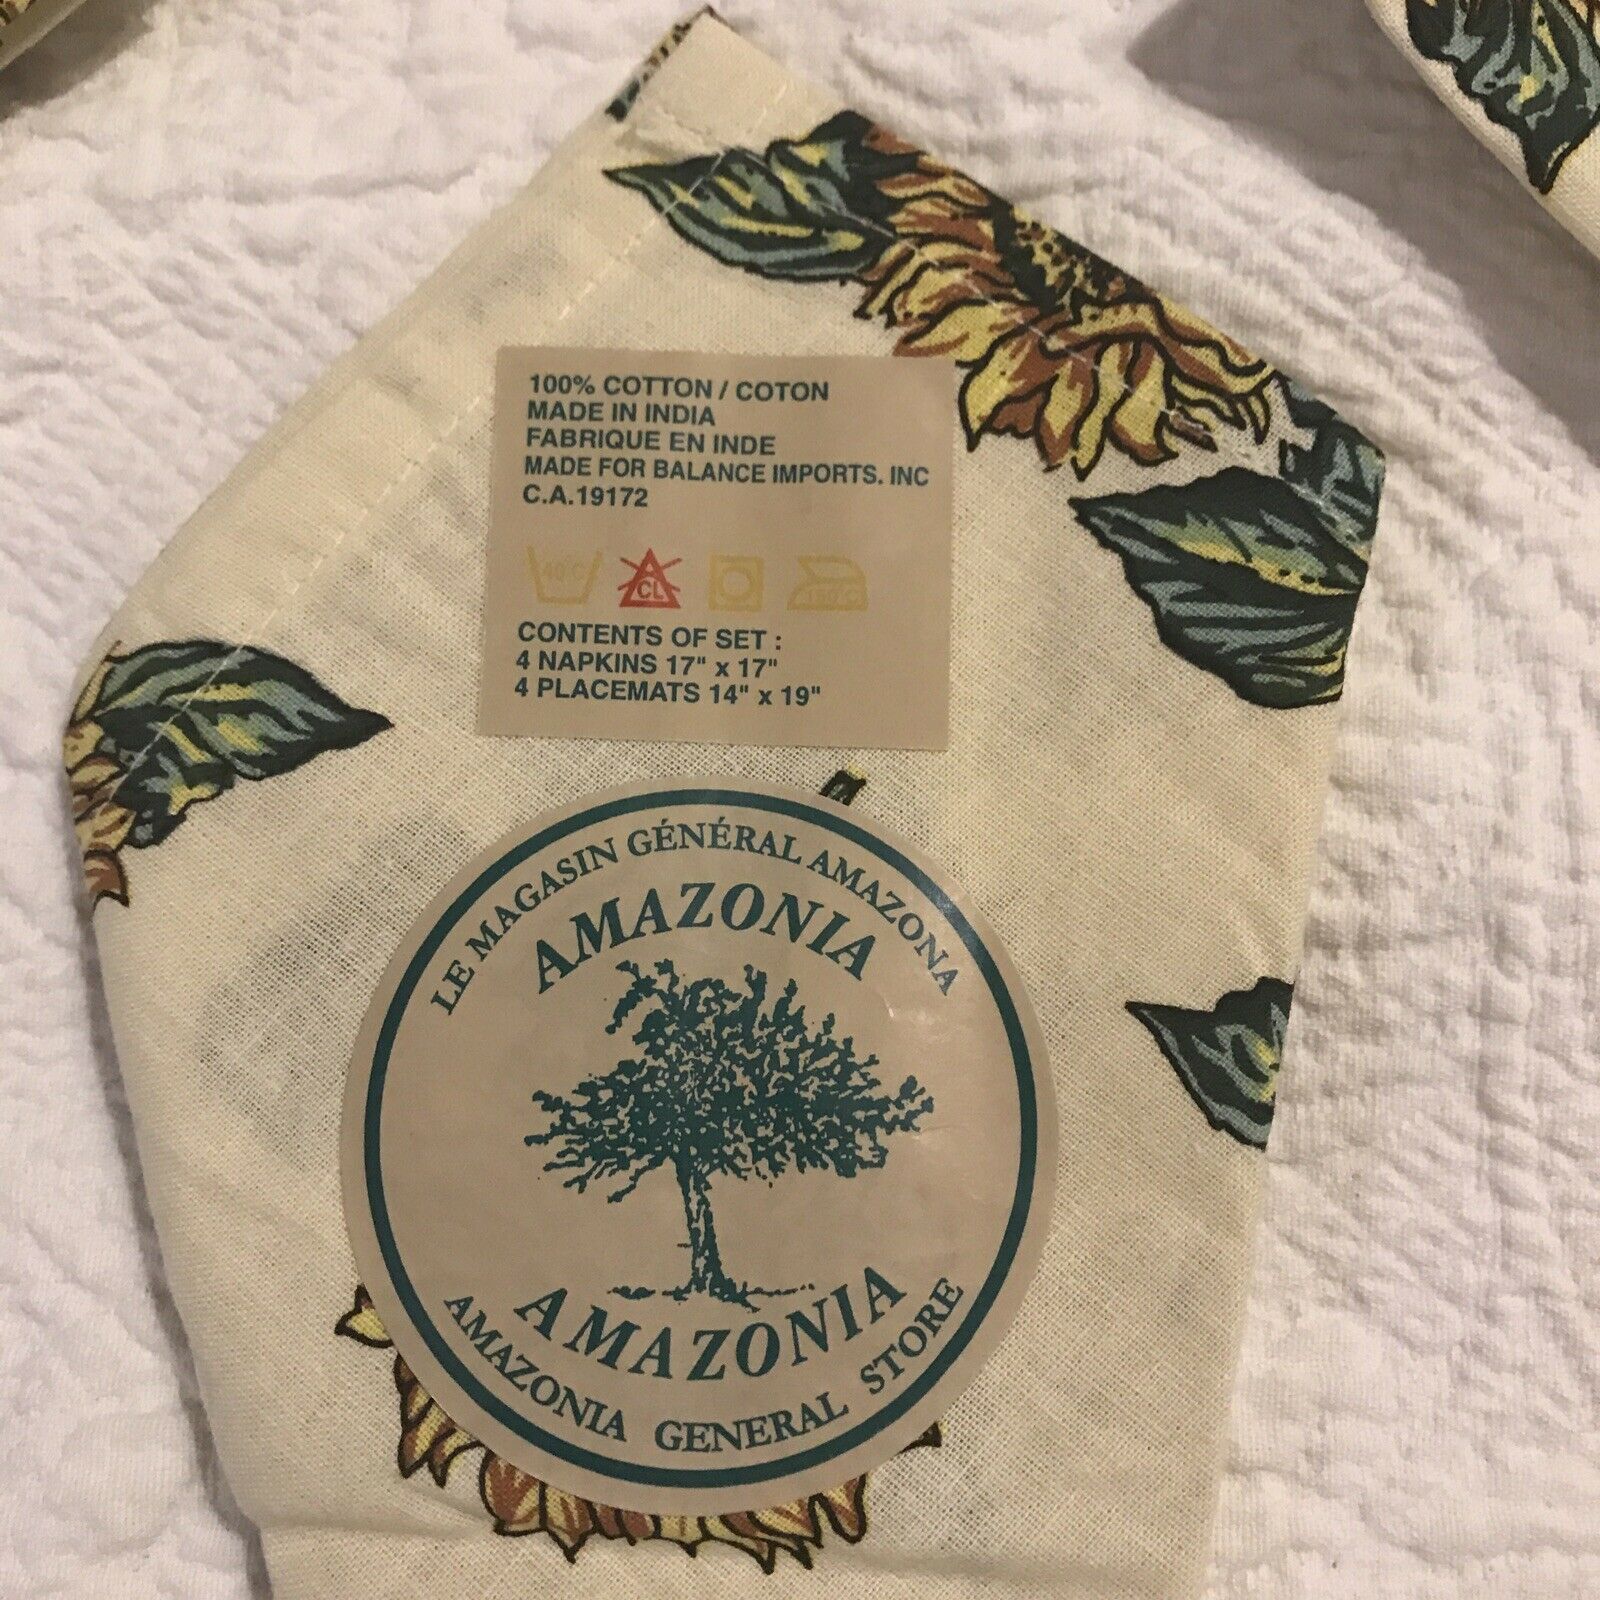 100% COTTON / COTON
MADE IN INDIA
FABRIQUE EN INDE
MADE FOR BALANCE IMPORTS. INC
C.A.19172
40°C
CL
CONTENTS OF SET :
4 NAPKINS 17" x 17"
4 PLACEMATS 14" x 19"
LE MAGASIN GÉNÉRAL AMAZONA
AMAZONIA
AMAZONIA
AMAZONIA GENERAL STORE